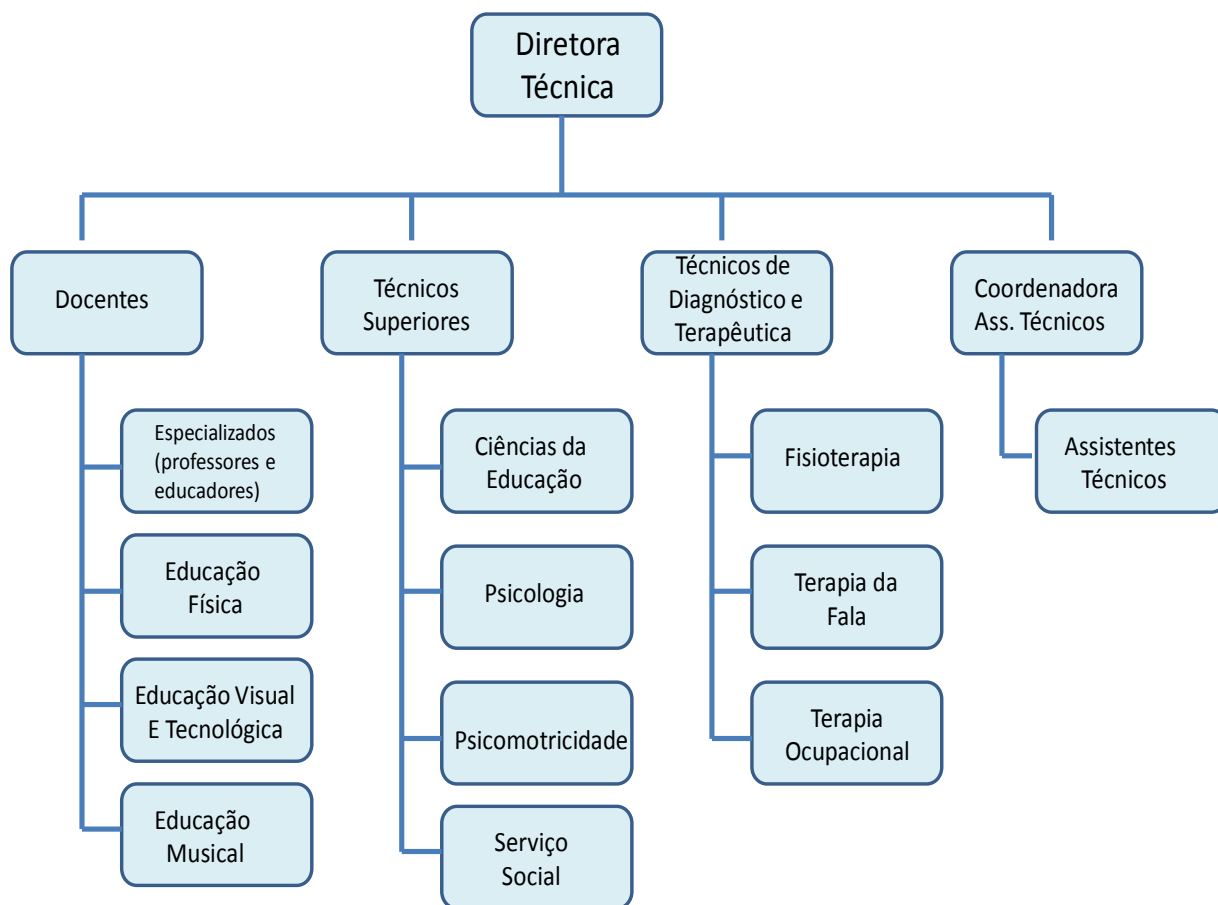 Diretora
Técnica
Docentes
Técnicos
Superiores
Técnicos de
Diagnóstico e
Terapêutica
Coordenadora
Ass. Técnicos
Especializados
(professores e
educadores)
Ciências da
Educação
Fisioterapia
Assistentes
Técnicos
Educação
Física
Psicologia
Terapia da
Fala
Educação Visual
E Tecnológica
Psicomotricidade
Terapia
Ocupacional
Educação
Musical
Serviço
Social